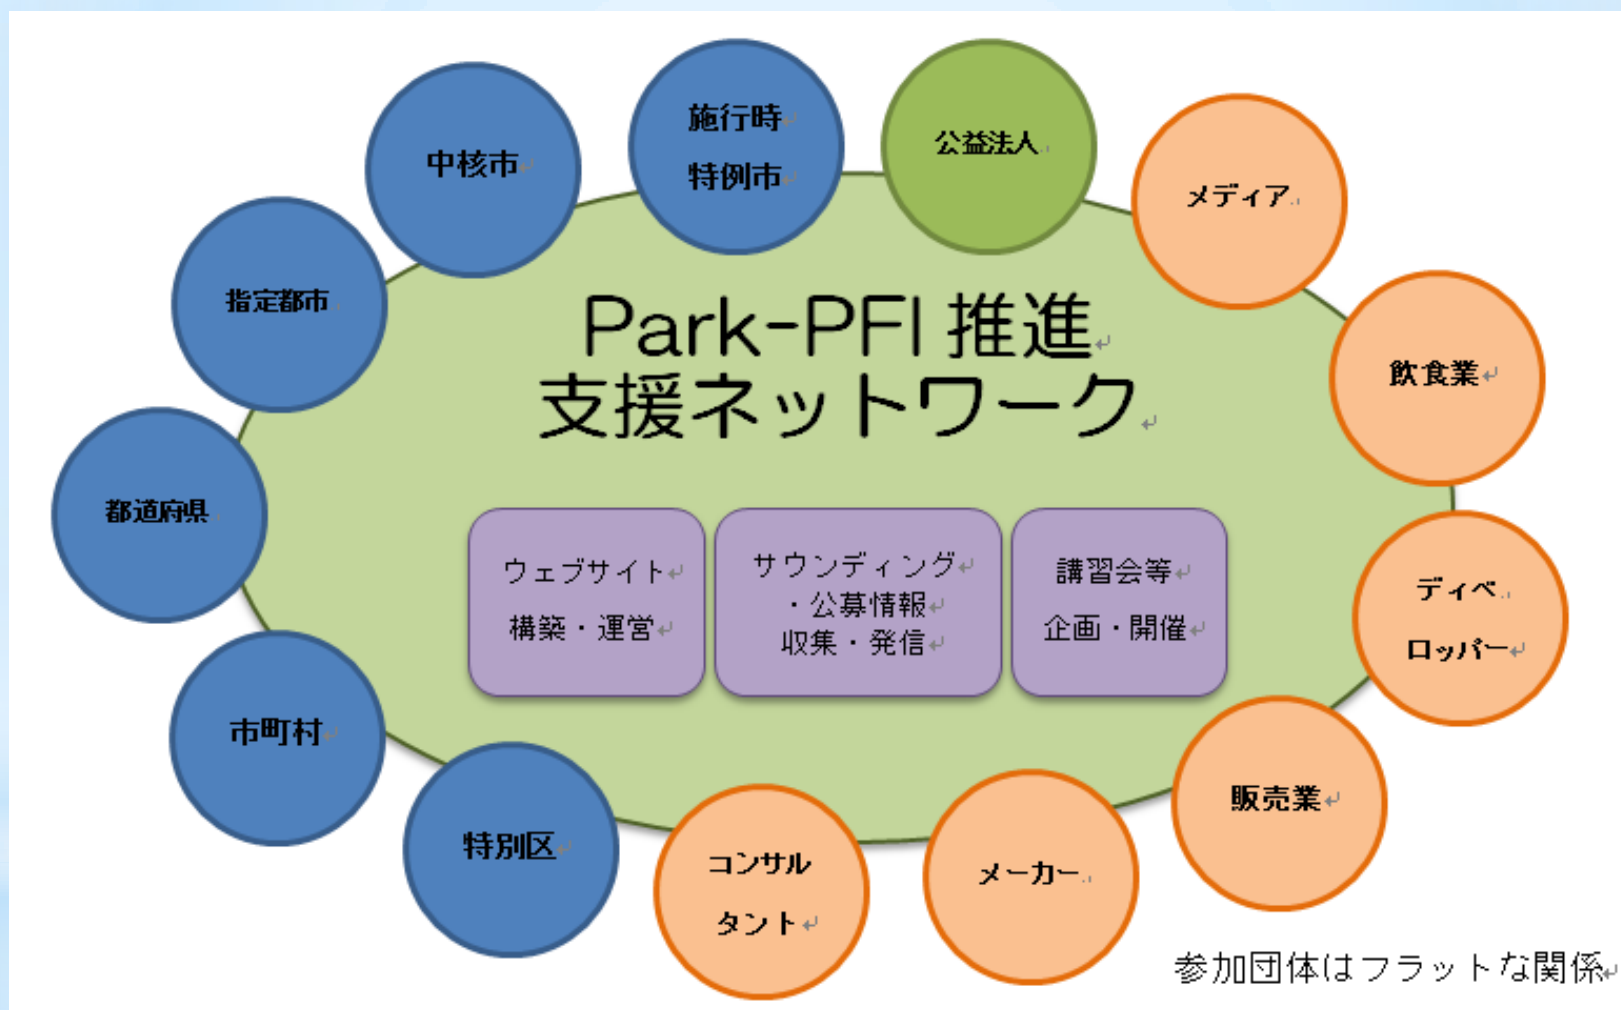 Park-PFI 推進
支援ネットワーク
ウェブサイト
構築・運営
サウンディング
・公募情報
収集・発信
講習会等
企画・開催
施行時
特例市
公益法人
メディア
飲食業
ディベ
ロッパー
販売業
メーカー
コンサル
タント
特別区
市町村
都道府県
指定都市
中核市
参加団体はフラットな関係